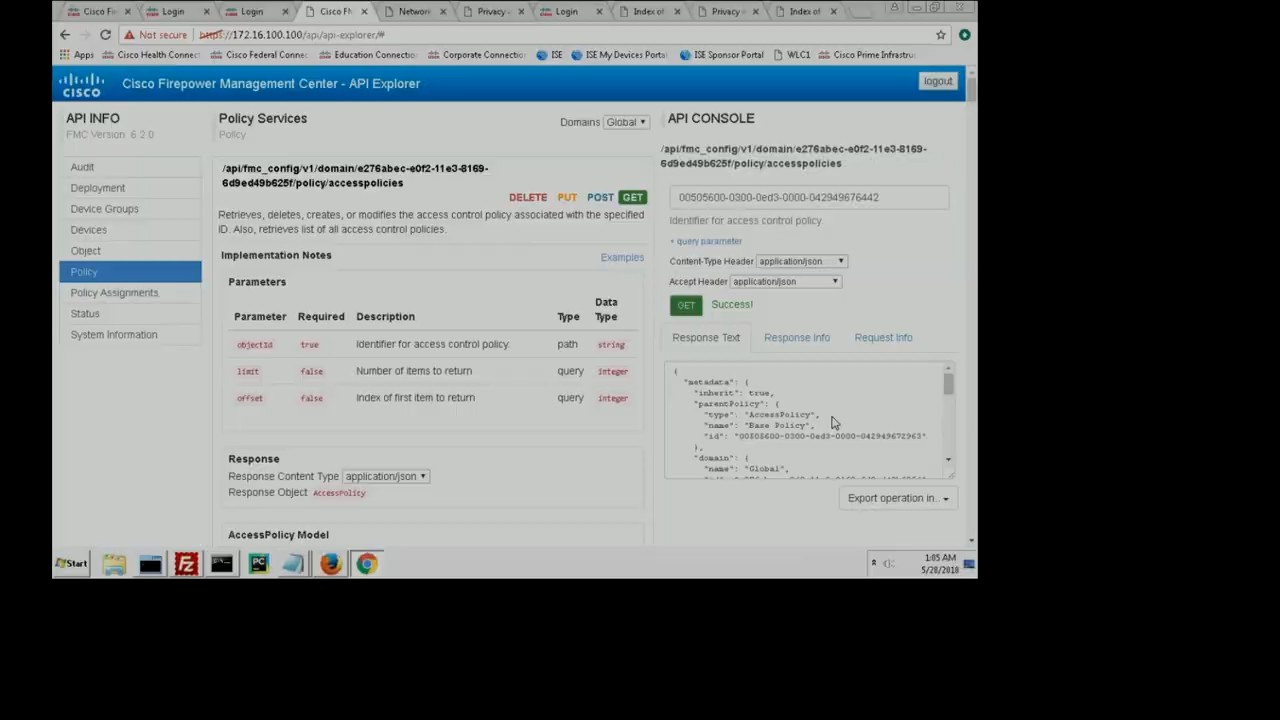 Cisco Fi
Login
Login
Cisco FM
Network
Privacy
Login
Index of
Privacy
Index of
Not secure
https://172.16.100.100/api/api-explorer/#
Apps
Cisco Health Connect
Cisco Federal Conne
Education Connectio
Corporate Connectio
ISE
ISE My Devices Portal
ISE Sponsor Portal
WLC1
Cisco Prime Infrastru
CISCO
Cisco Firepower Management Center - API Explorer
logout
API INFO
FMC Version: 6.2.0
Audit
Deployment
Device Groups
Devices
Object
Policy
Policy Assignments
Status
System Information
Policy Services
Policy
Domains Global
/api/fmc_config/v1/domain/e276abec-e0f2-11e3-8169-
6d9ed49b625f/policy/accesspolicies
DELETE PUT POST GET
Retrieves, deletes, creates, or modifies the access control policy associated with the specified
ID. Also, retrieves list of all access control policies.
Implementation Notes
Examples
Parameters
Parameter Required Description Type Data Type
objectId true Identifier for access control policy. path string
limit false Number of items to return query integer
offset false Index of first item to return query integer
Response
Response Content Type application/json
Response Object AccessPolicy
AccessPolicy Model
API CONSOLE
/api/fmc_config/v1/domain/e276abec-e0f2-11e3-8169-
6d9ed49b625f/policy/accesspolicies
00505600-0300-0ed3-0000-042949676442
Identifier for access control policy.
+ query parameter
Content-Type Header application/json
Accept Header application/json
GET Success!
Response Text
Response Info
Request Info
{
"metadata": {
"inherit": true,
"parentPolicy": {
"type": "AccessPolicy",
"name": "Base Policy",
"id": "00505600-0300-0ed3-0000-042949672963"
},
"domain": {
"name": "Global",
Export operation in..
Start
PC
1:05 AM
5/28/2018